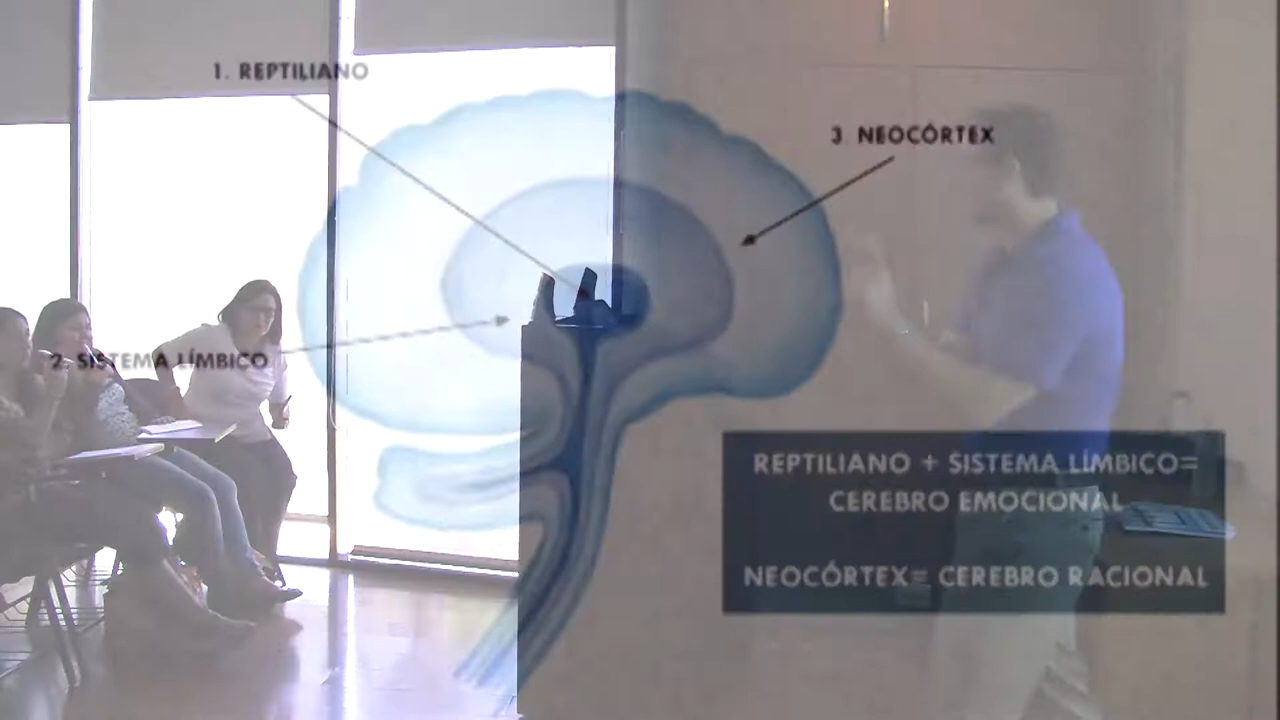 1. REPTILIANO
3 NEOCÓRTEX
2. SISTEMA LÍMBICO
REPTILIANO + SISTEMA LÍMBICO=
CEREBRO EMOCIONAL
NEOCÓRTEX= CEREBRO RACIONAL